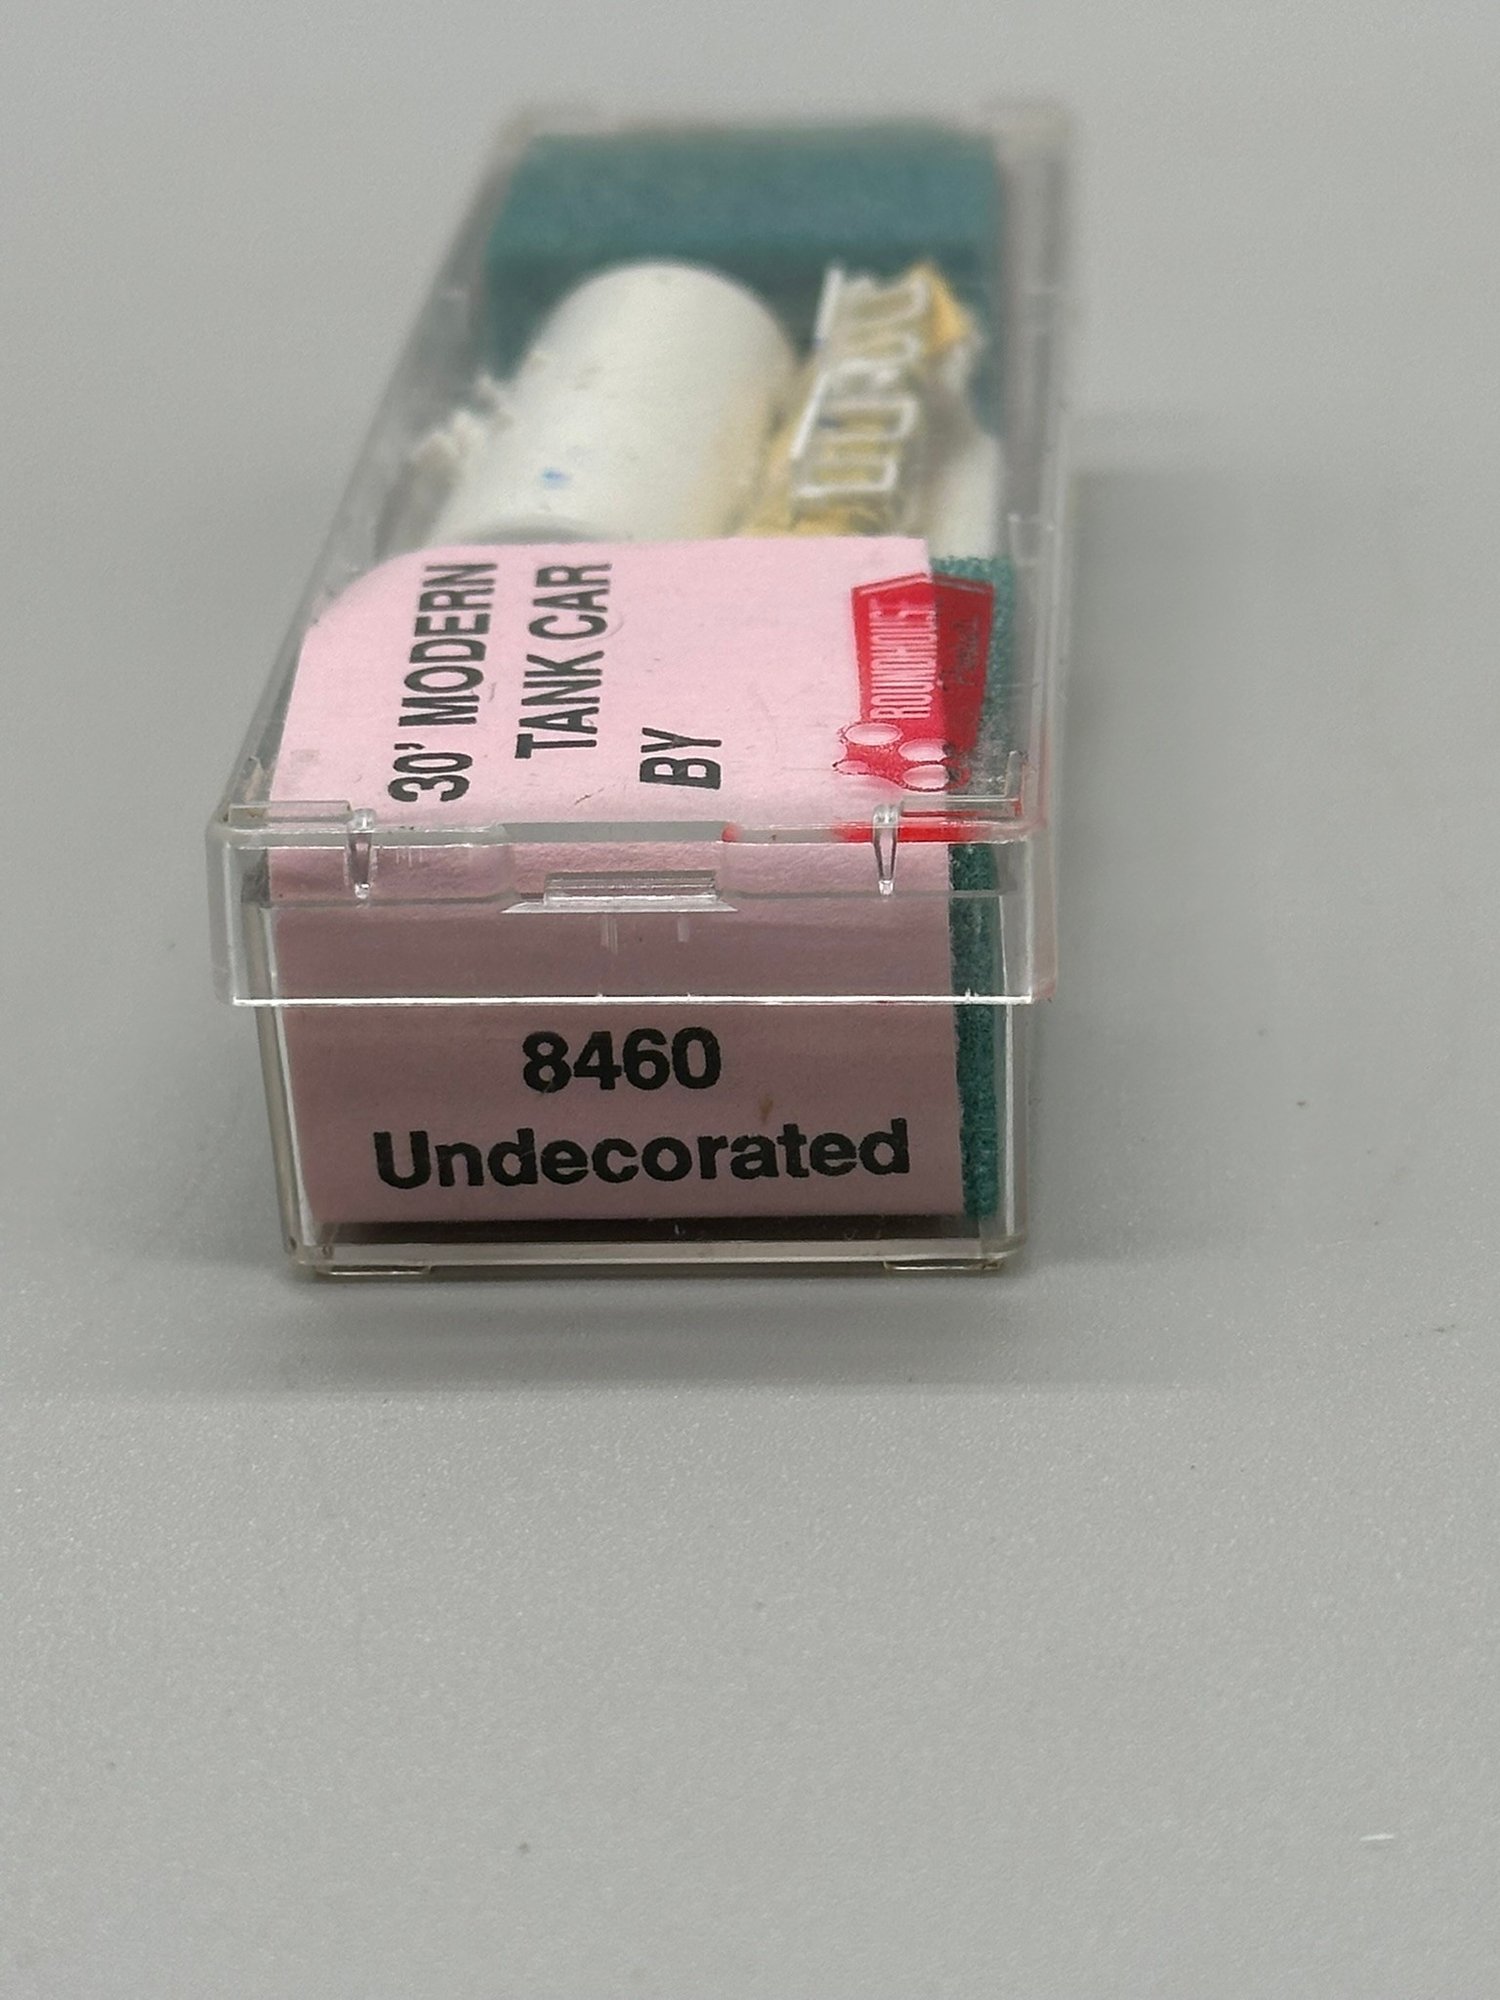 30' MODERN
TANK CAR
BY
ROUNDHOUSE
8460
Undecorated